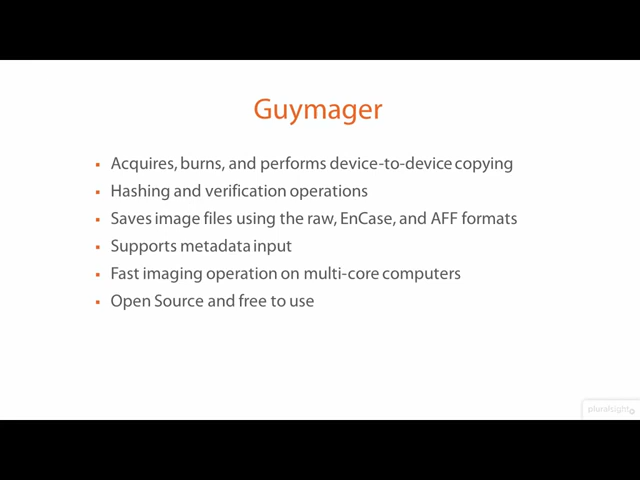 Guymager
▪ Acquires, burns, and performs device-to-device copying
▪ Hashing and verification operations
▪ Saves image files using the raw, EnCase, and AFF formats
▪ Supports metadata input
▪ Fast imaging operation on multi-core computers
▪ Open Source and free to use
pluralsight